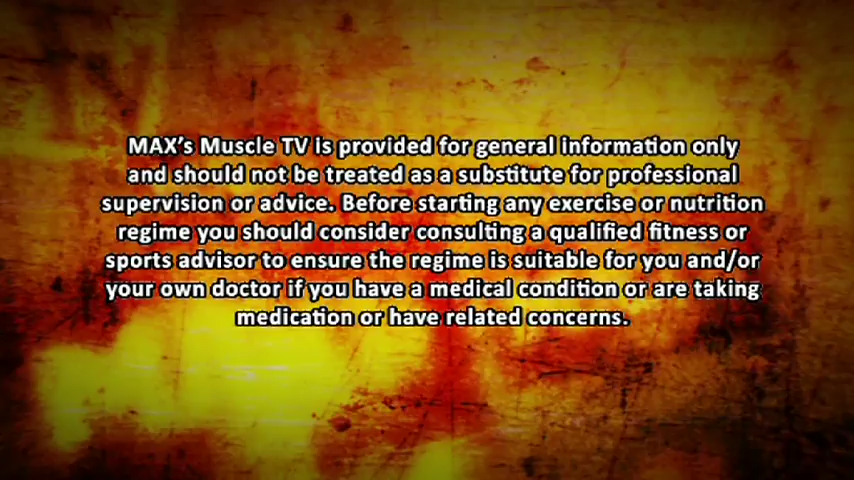 MAX's Muscle TV is provided for general information only
and should not be treated as a substitute for professional
supervision or advice. Before starting any exercise or nutrition
regime you should consider consulting a qualified fitness or
sports advisor to ensure the regime is suitable for you and/or
your own doctor if you have a medical condition or are taking
medication or have related concerns.